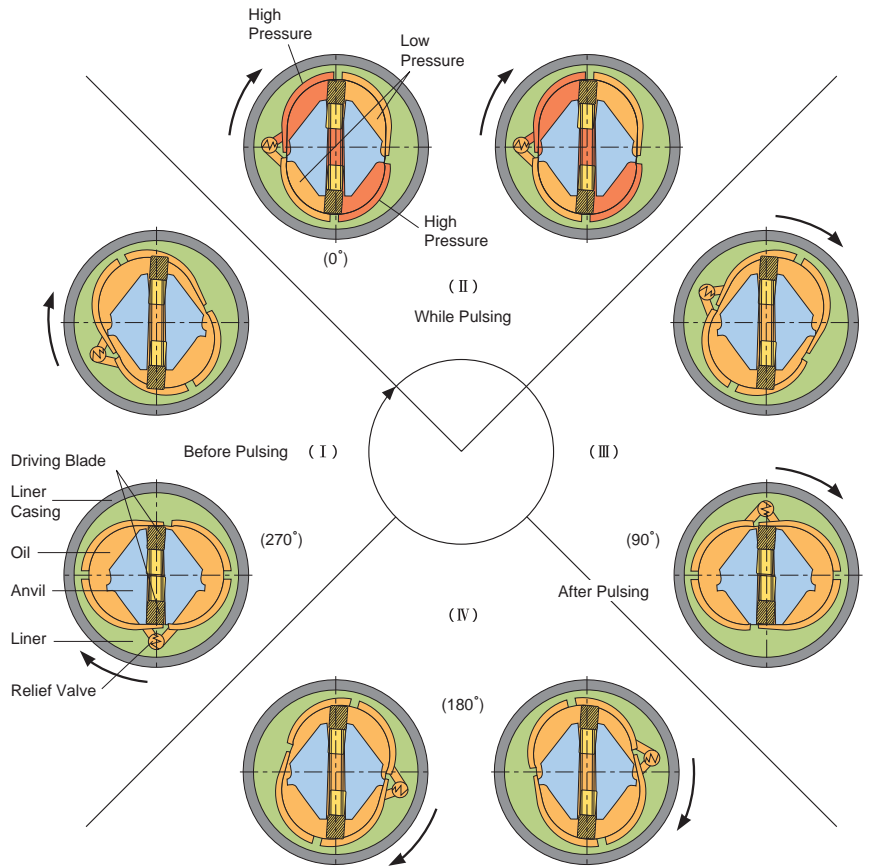 High
Pressure
Low
Pressure
High
Pressure
(0°)
(Ⅱ)
While Pulsing
Before Pulsing
(Ⅰ)
(Ⅲ)
Driving Blade
Liner
Casing
(270°)
(90°)
Oil
Anvil
After Pulsing
(Ⅳ)
Liner
Relief Valve
(180°)